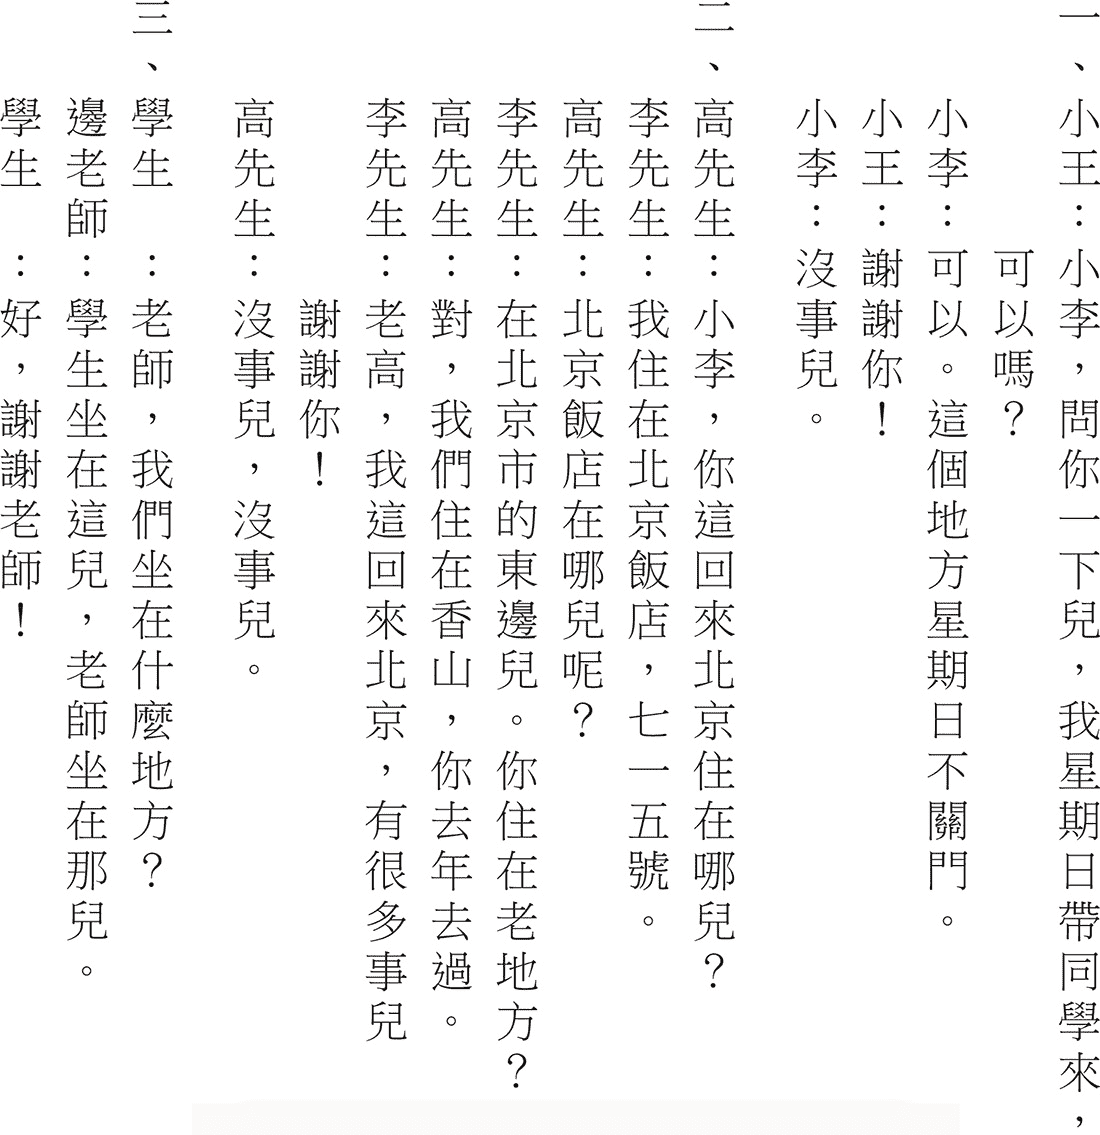 一、小王：小李，問你一下兒，我星期日帶同學來，
可以嗎？
小李：可以。這個地方星期日不關門。
小王：謝謝你！
小李：沒事兒。
二、高先生：小李，你這回來北京住在哪兒？
李先生：我住在北京飯店，七一五號。
高先生：北京飯店在哪兒呢？
李先生：在北京市的東邊兒。你住在老地方？
高先生：對，我們住在香山，你去年去過。
李先生：老高，我這回來北京，有很多事兒
謝謝你！
高先生：沒事兒，沒事兒。
三、學生　：老師，我們坐在什麼地方？
邊老師：學生坐在這兒，老師坐在那兒。
學生　：好，謝謝老師！